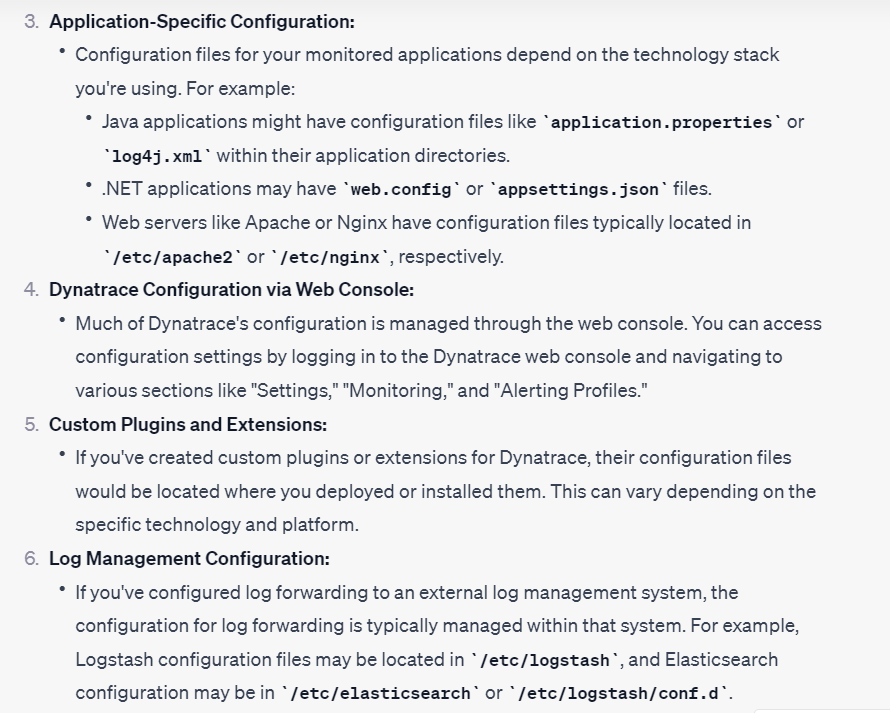 3. Application-Specific Configuration:
• Configuration files for your monitored applications depend on the technology stack
you're using. For example:
• Java applications might have configuration files like `application.properties` or
`log4j.xml` within their application directories.
• .NET applications may have `web.config` or `appsettings.json` files.
• Web servers like Apache or Nginx have configuration files typically located in
`/etc/apache2` or `/etc/nginx`, respectively.
4. Dynatrace Configuration via Web Console:
• Much of Dynatrace's configuration is managed through the web console. You can access
configuration settings by logging in to the Dynatrace web console and navigating to
various sections like "Settings," "Monitoring," and "Alerting Profiles."
5. Custom Plugins and Extensions:
• If you've created custom plugins or extensions for Dynatrace, their configuration files
would be located where you deployed or installed them. This can vary depending on the
specific technology and platform.
6. Log Management Configuration:
• If you've configured log forwarding to an external log management system, the
configuration for log forwarding is typically managed within that system. For example,
Logstash configuration files may be located in `/etc/logstash`, and Elasticsearch
configuration may be in `/etc/elasticsearch` or `/etc/logstash/conf.d`.